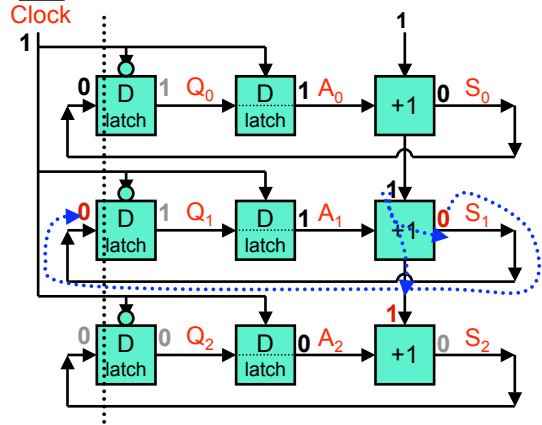 Clock
1
1
0 D latch 1 Q0 D latch 1 A0 +1 0 S0
1
0 D latch 1 Q1 D latch 1 A1 +1 0 S1
1
0 D latch 0 Q2 D latch 0 A2 +1 0 S2